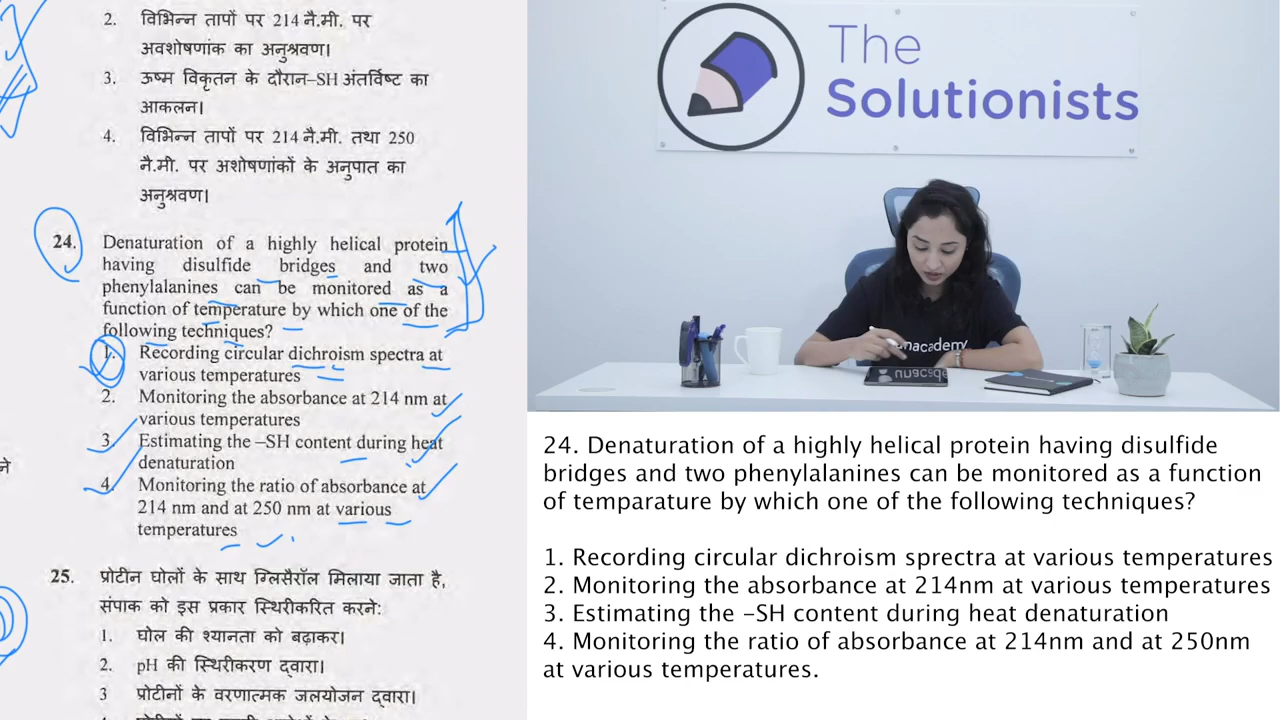 2. विभिन्न तापों पर 214 नै.मी. पर
अवशोषणांक का अनुश्रवण।
3. ऊष्म विकृतन के दौरान–SH अंतर्विष्ट का
आकलन।
4. विभिन्न तापों पर 214 नै.मी. तथा 250
नै.मी. पर अशोषणांकों के अनुपात का
अनुश्रवण।
24. Denaturation of a highly helical protein
having disulfide bridges and two
phenylalanines can be monitored as a
function of temperature by which one of the
following techniques?
1. Recording circular dichroism spectra at
various temperatures
2. Monitoring the absorbance at 214 nm at
various temperatures
3. Estimating the –SH content during heat
denaturation
4. Monitoring the ratio of absorbance at
214 nm and at 250 nm at various
temperatures
ने
25. प्रोटीन घोलों के साथ ग्लिसैरॉल मिलाया जाता है,
संपाक को इस प्रकार स्थिरीकरित करने:
1. घोल की श्यानता को बढ़ाकर।
2. pH की स्थिरीकरण द्वारा।
3 प्रोटीनों के वरणात्मक जलयोजन द्वारा।
The
Solutionists
unacademy
24. Denaturation of a highly helical protein having disulfide
bridges and two phenylalanines can be monitored as a function
of temparature by which one of the following techniques?
1. Recording circular dichroism sprectra at various temperatures
2. Monitoring the absorbance at 214nm at various temperatures
3. Estimating the –SH content during heat denaturation
4. Monitoring the ratio of absorbance at 214nm and at 250nm
at various temperatures.